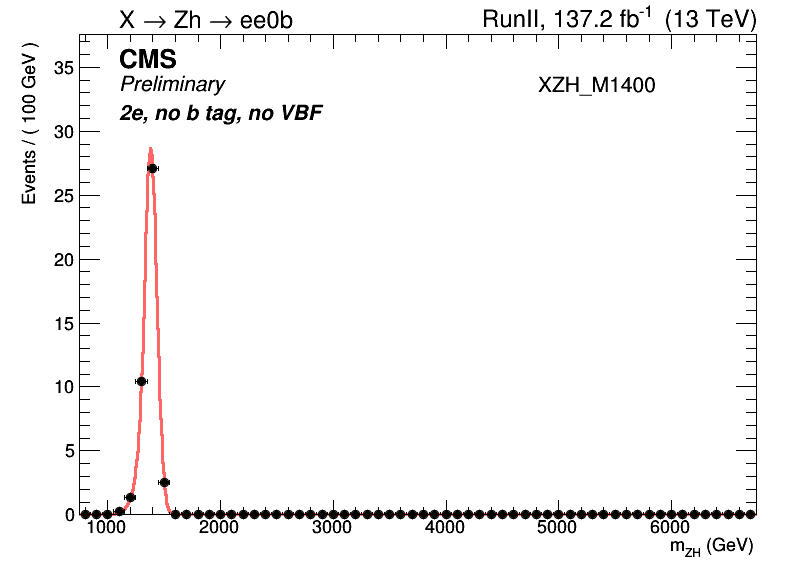 X → Zh → ee0b
RunII, 137.2 fb⁻¹ (13 TeV)
Events / ( 100 GeV )
CMS
Preliminary
2e, no b tag, no VBF
XZH_M1400
35
30
25
20
15
10
5
0
1000 2000 3000 4000 5000 6000
m_ZH (GeV)